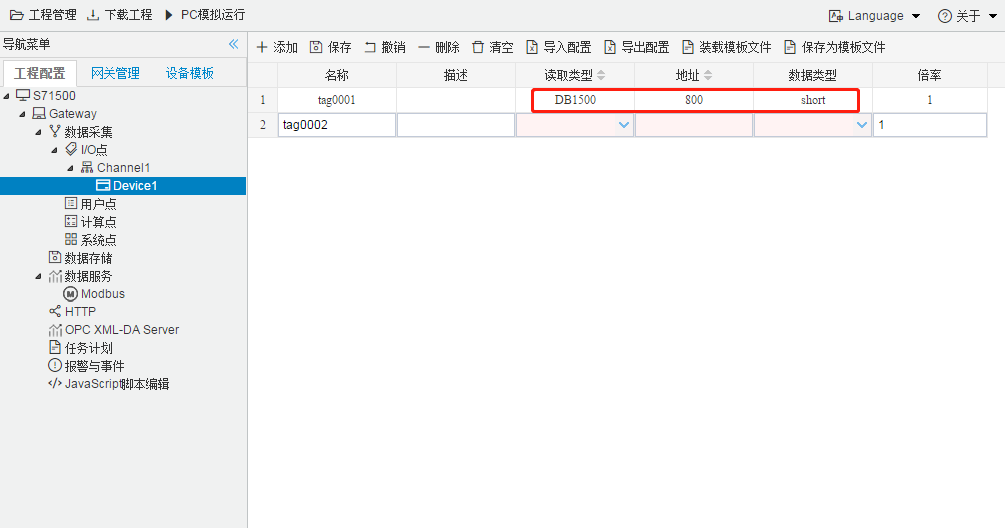 工程管理 下载工程 PC模拟运行 Language 关于
导航菜单
添加 保存 撤销 删除 清空 导入配置 导出配置 装载模板文件 保存为模板文件
工程配置 网关管理 设备模板
名称 描述 读取类型 地址 数据类型 倍率
1 tag0001 DB1500 800 short 1
2 tag0002 1
S71500
Gateway
数据采集
I/O点
Channel1
Device1
用户点
计算点
系统点
数据存储
数据服务
Modbus
HTTP
OPC XML-DA Server
任务计划
报警与事件
JavaScript脚本编辑